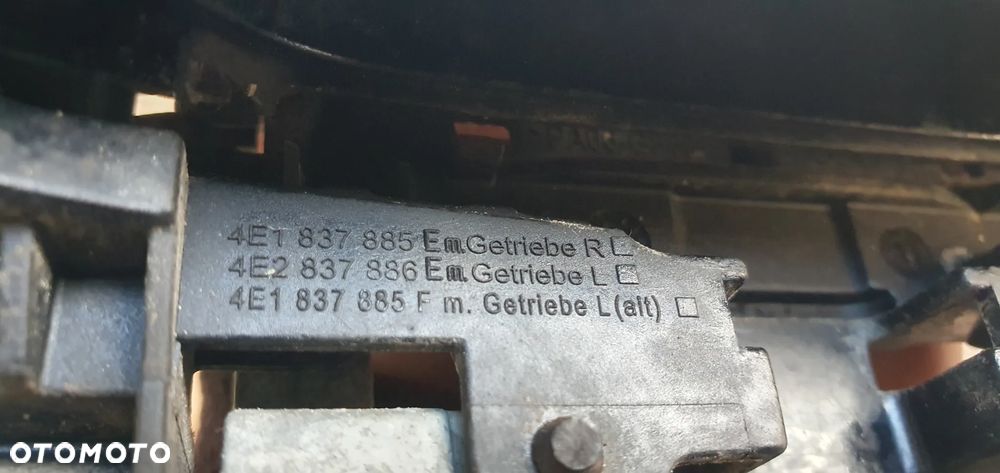 4E1 837 885 E m. Getriebe R
4E2 837 886 E m. Getriebe L
4E1 837 885 F m. Getriebe L (alt)
OTOMOTO